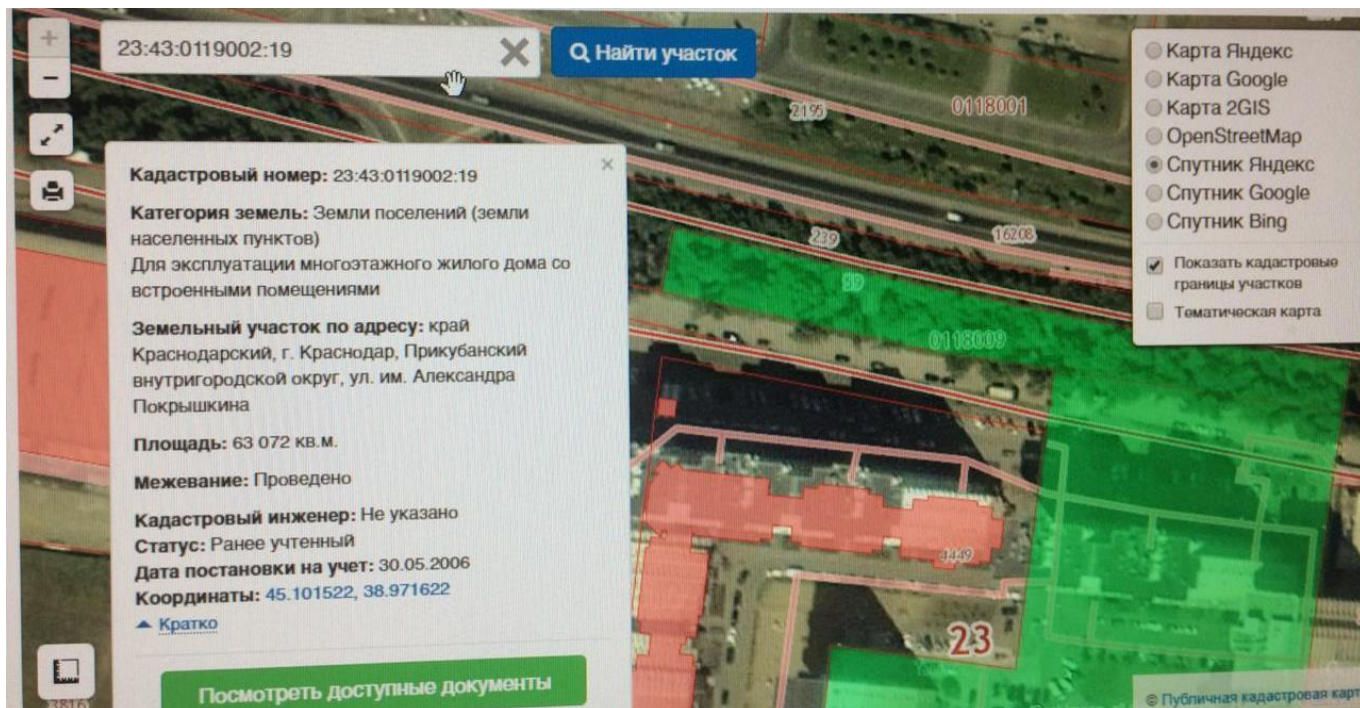 23:43:0119002:19
Найти участок
Карта Яндекс
Карта Google
Карта 2GIS
OpenStreetMap
Спутник Яндекс
Спутник Google
Спутник Bing
Показать кадастровые
границы участков
Тематическая карта
Кадастровый номер: 23:43:0119002:19
Категория земель: Земли поселений (земли
населенных пунктов)
Для эксплуатации многоэтажного жилого дома со
встроенными помещениями
Земельный участок по адресу: край
Краснодарский, г. Краснодар, Прикубанский
внутригородской округ, ул. им. Александра
Покрышкина
Площадь: 63 072 кв.м.
Межевание: Проведено
Кадастровый инженер: Не указано
Статус: Ранее учтенный
Дата постановки на учет: 30.05.2006
Координаты: 45.101522, 38.971622
Кратко
Посмотреть доступные документы
2195
0118001
239
16208
59
0118009
4449
23
© Публичная кадастровая карт